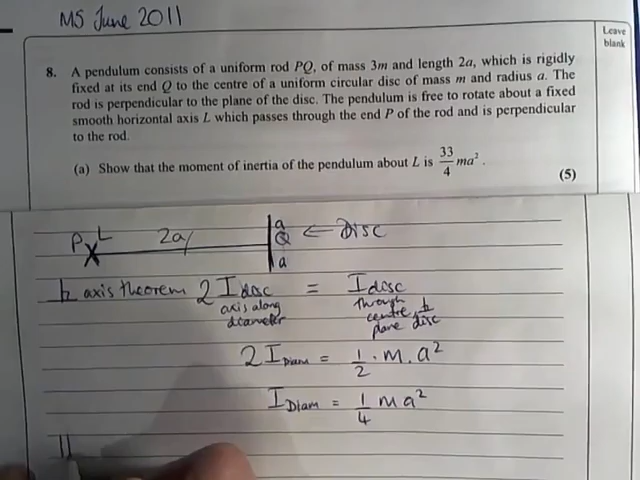 MS June 2011
Leave
blank
8. A pendulum consists of a uniform rod PQ, of mass 3m and length 2a, which is rigidly
fixed at its end Q to the centre of a uniform circular disc of mass m and radius a. The
rod is perpendicular to the plane of the disc. The pendulum is free to rotate about a fixed
smooth horizontal axis L which passes through the end P of the rod and is perpendicular
to the rod.
(a) Show that the moment of inertia of the pendulum about L is 33/4 ma².
(5)
P L 2a a Q a ← Disc
⊥ axis theorem 2 I disc = I disc
axis along diameter
through centre, ⊥ plane disc
2 I Diam = 1/2 . m . a²
I Diam = 1/4 m a²